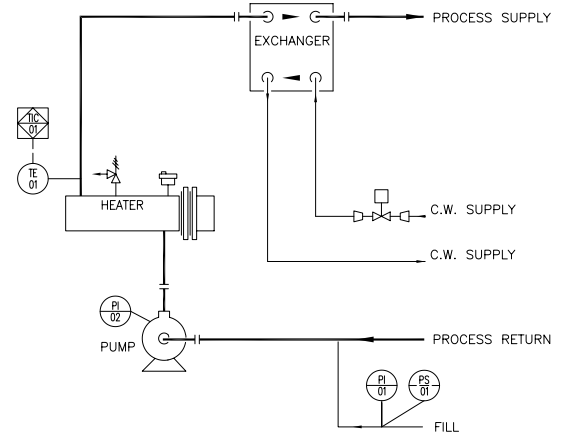 PROCESS SUPPLY
EXCHANGER
TIC
01
TE
01
HEATER
C.W. SUPPLY
C.W. SUPPLY
PI
02
PUMP
PROCESS RETURN
PI
01
PS
01
FILL